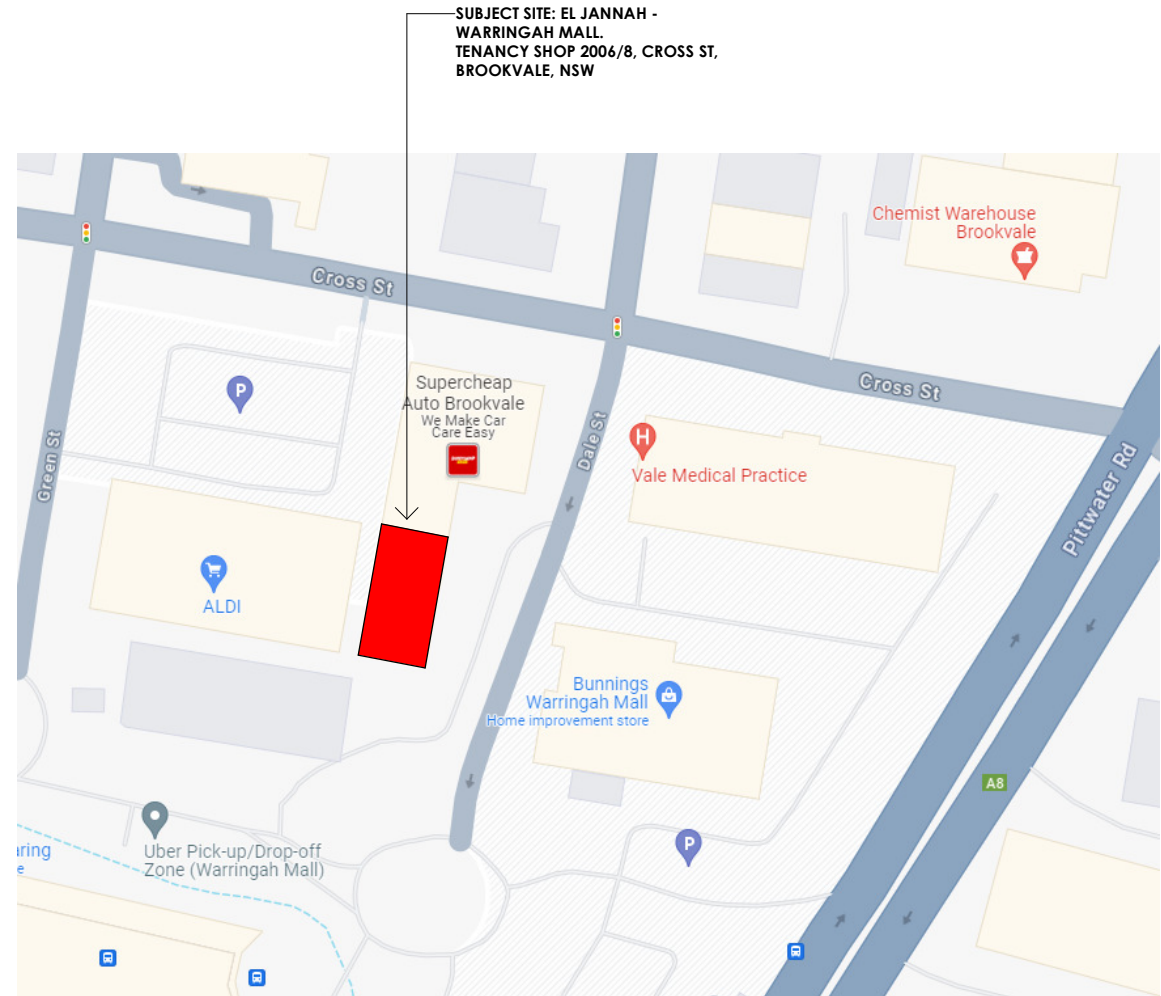 SUBJECT SITE: EL JANNAH -
WARRINGAH MALL.
TENANCY SHOP 2006/8, CROSS ST,
BROOKVALE, NSW
Chemist Warehouse
Brookvale
Cross St
Cross St
Supercheap
Auto Brookvale
We Make Car
Care Easy
P
Green St
Dale St
H
Vale Medical Practice
Pittwater Rd
ALDI
Bunnings
Warringah Mall
Home improvement store
A8
Uber Pick-up/Drop-off
Zone (Warringah Mall)
P
aring
e